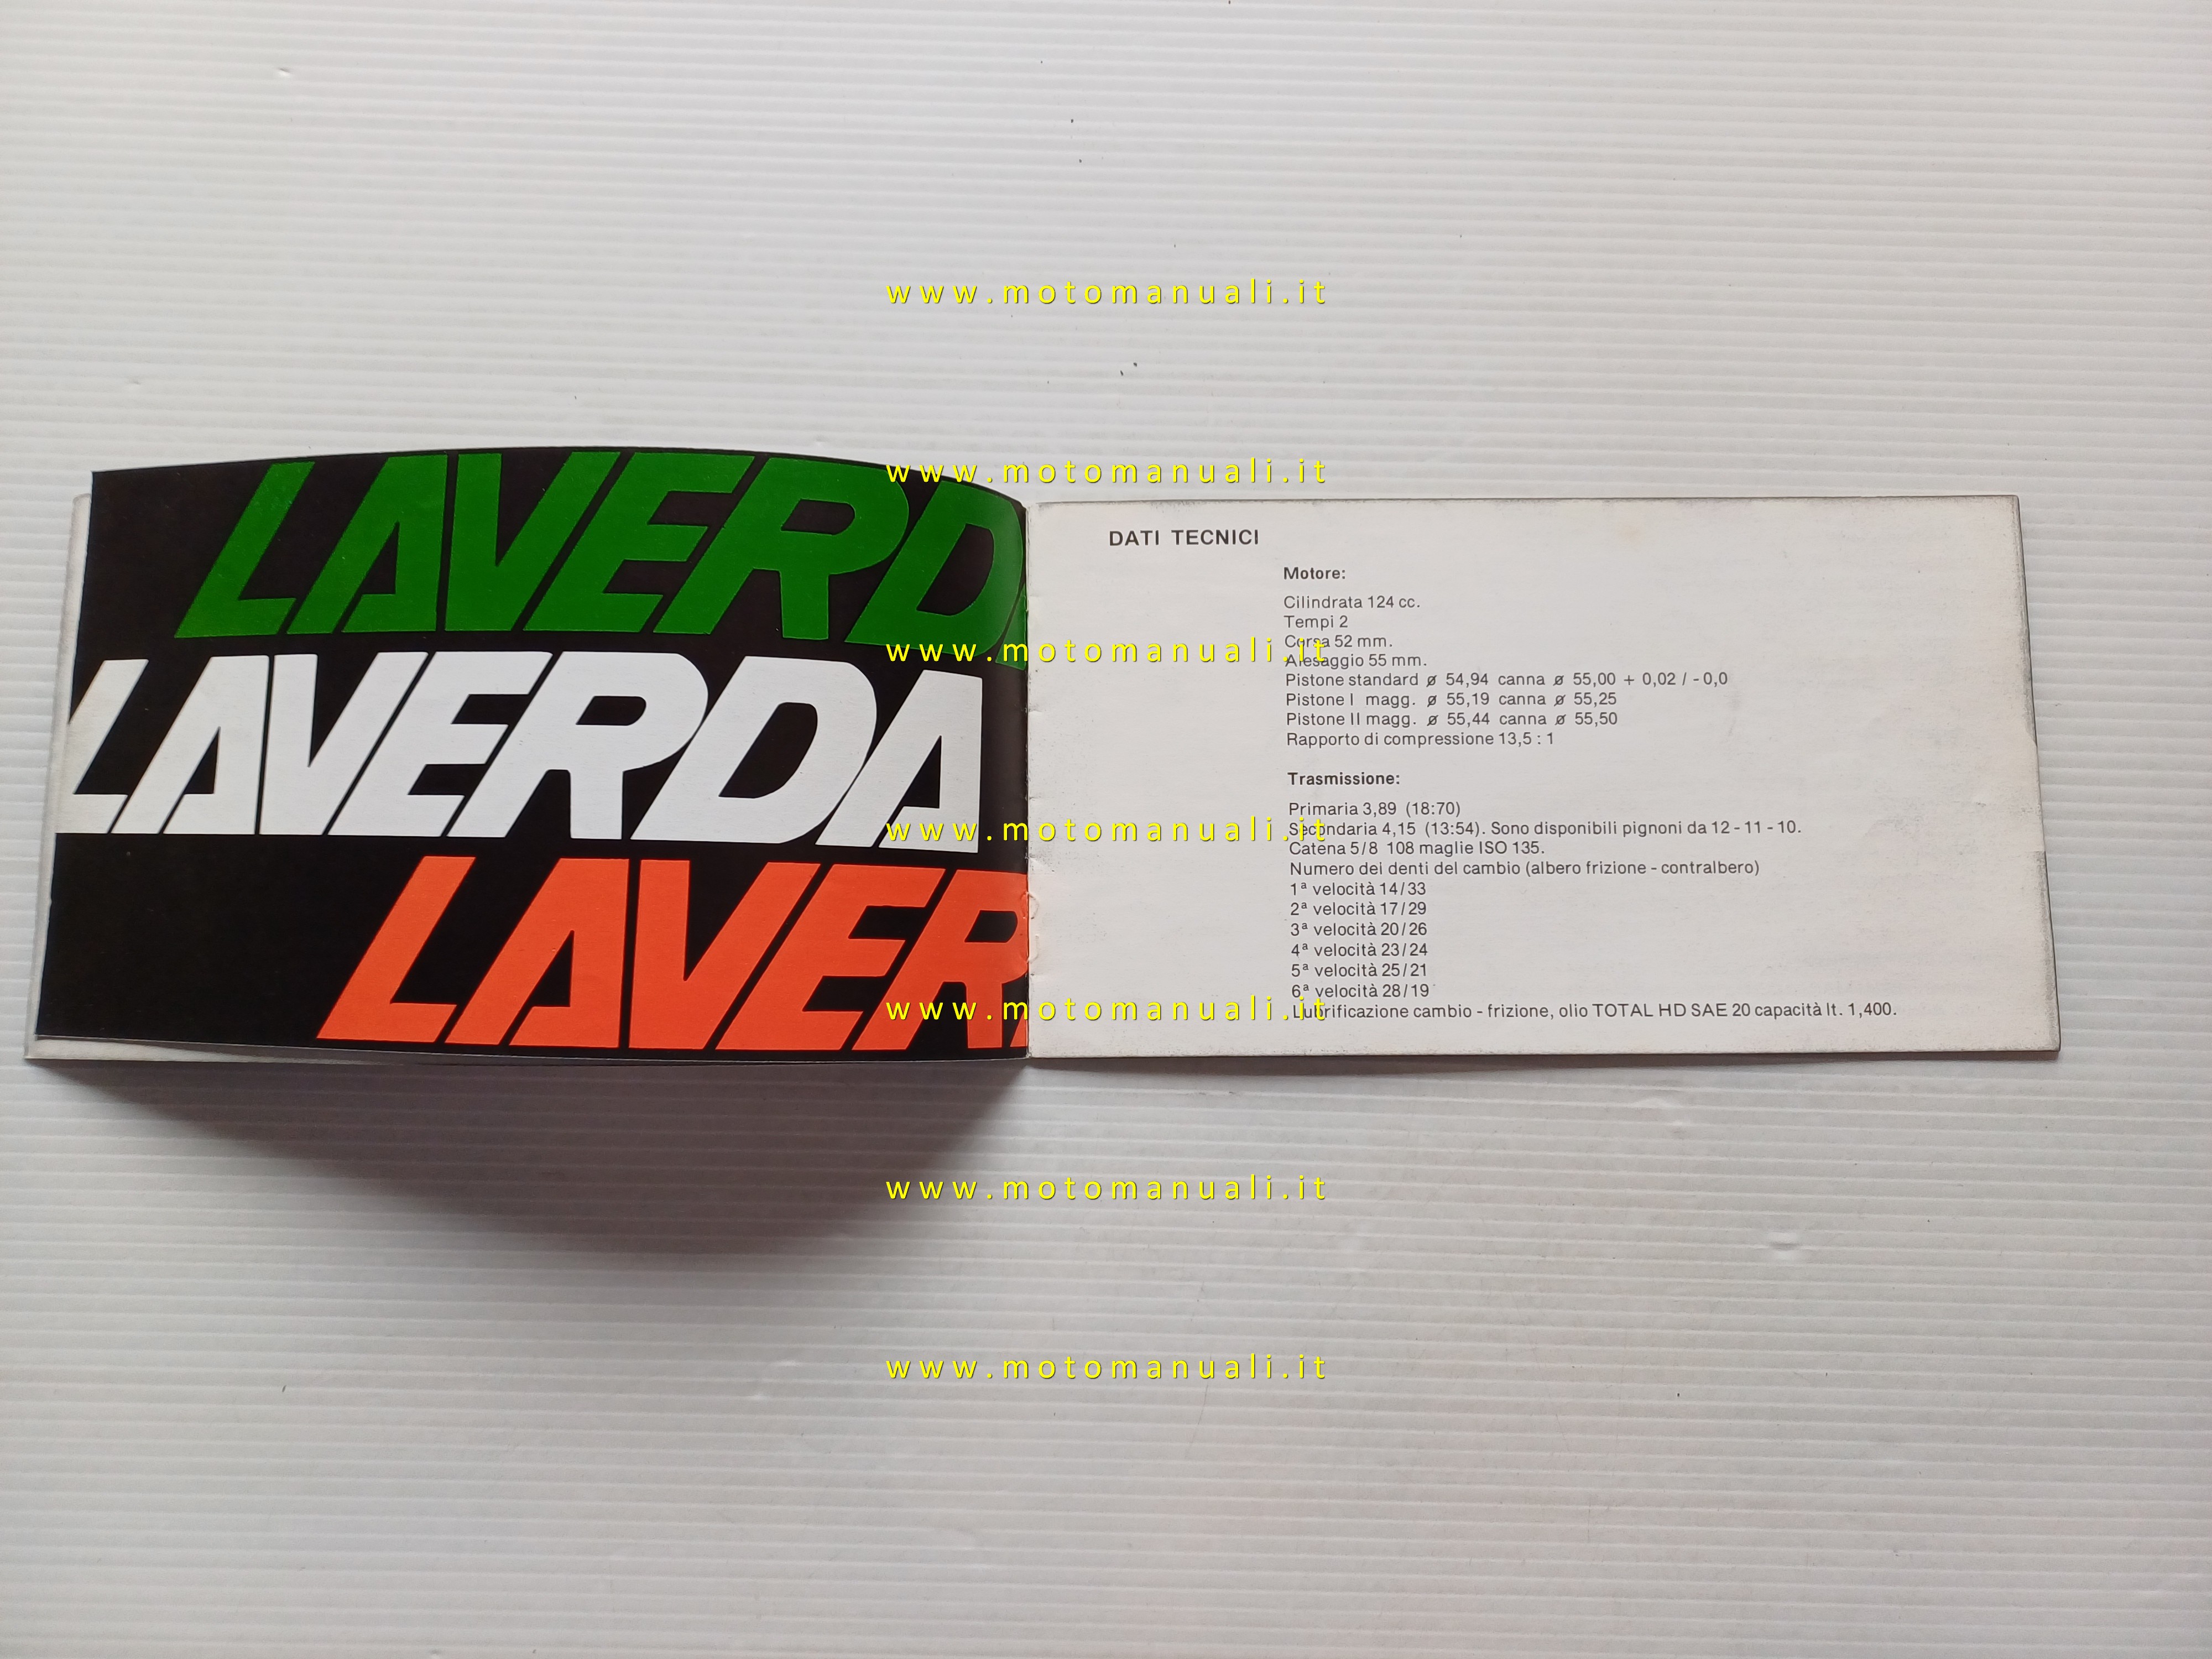 www.motomanuali.it
LAVERDA
www.motomanuali.it
DATI TECNICI
Motore:
Cilindrata 124 cc.
Tempi 2
Corsa 52 mm.
www.motomanuali.it
Alesaggio 55 mm.
Pistone standard ø 54,94 canna ø 55,00 + 0,02 / - 0,0
Pistone I magg. ø 55,19 canna ø 55,25
Pistone II magg. ø 55,44 canna ø 55,50
Rapporto di compressione 13,5 : 1
LAVERDA
Trasmissione:
Primaria 3,89 (18:70)
Secondaria 4,15 (13:54). Sono disponibili pignoni da 12 - 11 - 10.
www.motomanuali.it
Catena 5/8 108 maglie ISO 135.
Numero dei denti del cambio (albero frizione - contralbero)
1ª velocità 14/33
2ª velocità 17/29
3ª velocità 20/26
4ª velocità 23/24
5ª velocità 25/21
6ª velocità 28/19
LAVER
www.motomanuali.it
Lubrificazione cambio - frizione, olio TOTAL HD SAE 20 capacità lt. 1,400.
www.motomanuali.it
www.motomanuali.it